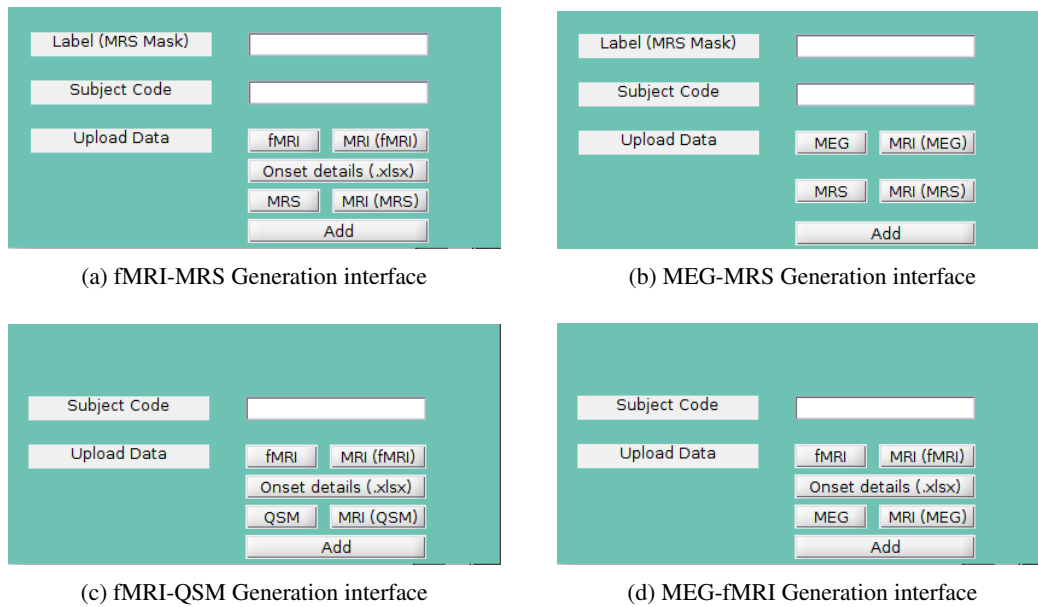 Label (MRS Mask)
Subject Code
Upload Data
fMRI MRI (fMRI)
Onset details (.xlsx)
MRS MRI (MRS)
Add
(a) fMRI-MRS Generation interface
Label (MRS Mask)
Subject Code
Upload Data
MEG MRI (MEG)
MRS MRI (MRS)
Add
(b) MEG-MRS Generation interface
Subject Code
Upload Data
fMRI MRI (fMRI)
Onset details (.xlsx)
QSM MRI (QSM)
Add
(c) fMRI-QSM Generation interface
Subject Code
Upload Data
fMRI MRI (fMRI)
Onset details (.xlsx)
MEG MRI (MEG)
Add
(d) MEG-fMRI Generation interface